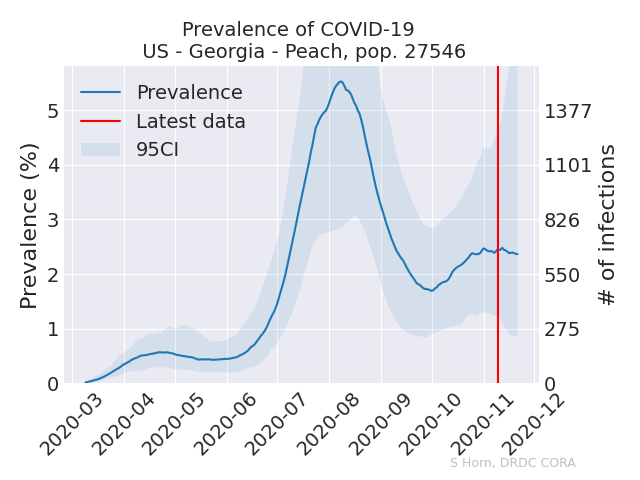 Prevalence of COVID-19
US - Georgia - Peach, pop. 27546
Prevalence
Latest data
95CI
Prevalence (%)
5
4
3
2
1
0
1377
1101
826
550
275
0
# of infections
2020-03
2020-04
2020-05
2020-06
2020-07
2020-08
2020-09
2020-10
2020-11
2020-12
S Horn, DRDC CORA